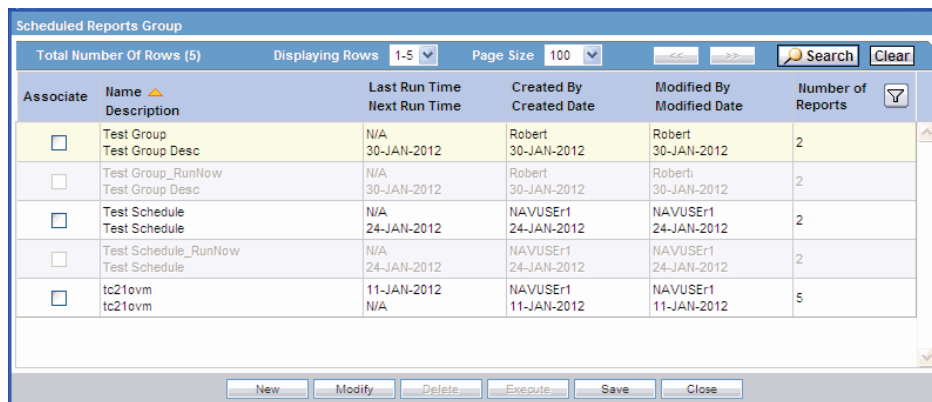 Scheduled Reports Group
Total Number Of Rows (5) Displaying Rows 1-5 Page Size 100 << >> Search Clear
Associate Name Description Last Run Time Next Run Time Created By Created Date Modified By Modified Date Number of Reports
Test Group N/A Robert Robert 2
Test Group Desc 30-JAN-2012 30-JAN-2012 30-JAN-2012
Test Group_RunNow N/A Robert Robert 2
Test Group Desc 30-JAN-2012 30-JAN-2012 30-JAN-2012
Test Schedule N/A NAVUSEr1 NAVUSEr1 2
Test Schedule 24-JAN-2012 24-JAN-2012 24-JAN-2012
Test Schedule_RunNow N/A NAVUSEr1 NAVUSEr1 2
Test Schedule 24-JAN-2012 24-JAN-2012 24-JAN-2012
tc21ovm 11-JAN-2012 NAVUSEr1 NAVUSEr1 5
tc21ovm N/A 11-JAN-2012 11-JAN-2012
New Modify Delete Execute Save Close